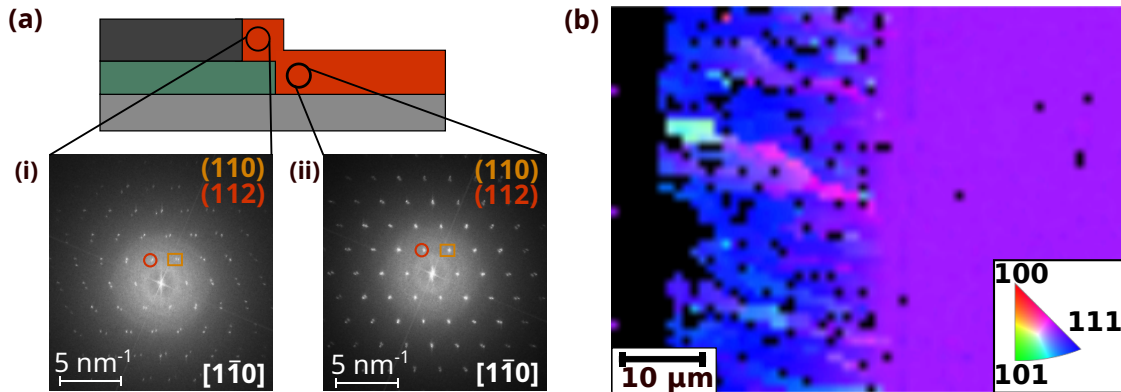 (a)
(b)
(i)
(110)
(112)
5 nm⁻¹
[11̅0]
(ii)
(110)
(112)
5 nm⁻¹
[11̅0]
10 μm
100
111
101